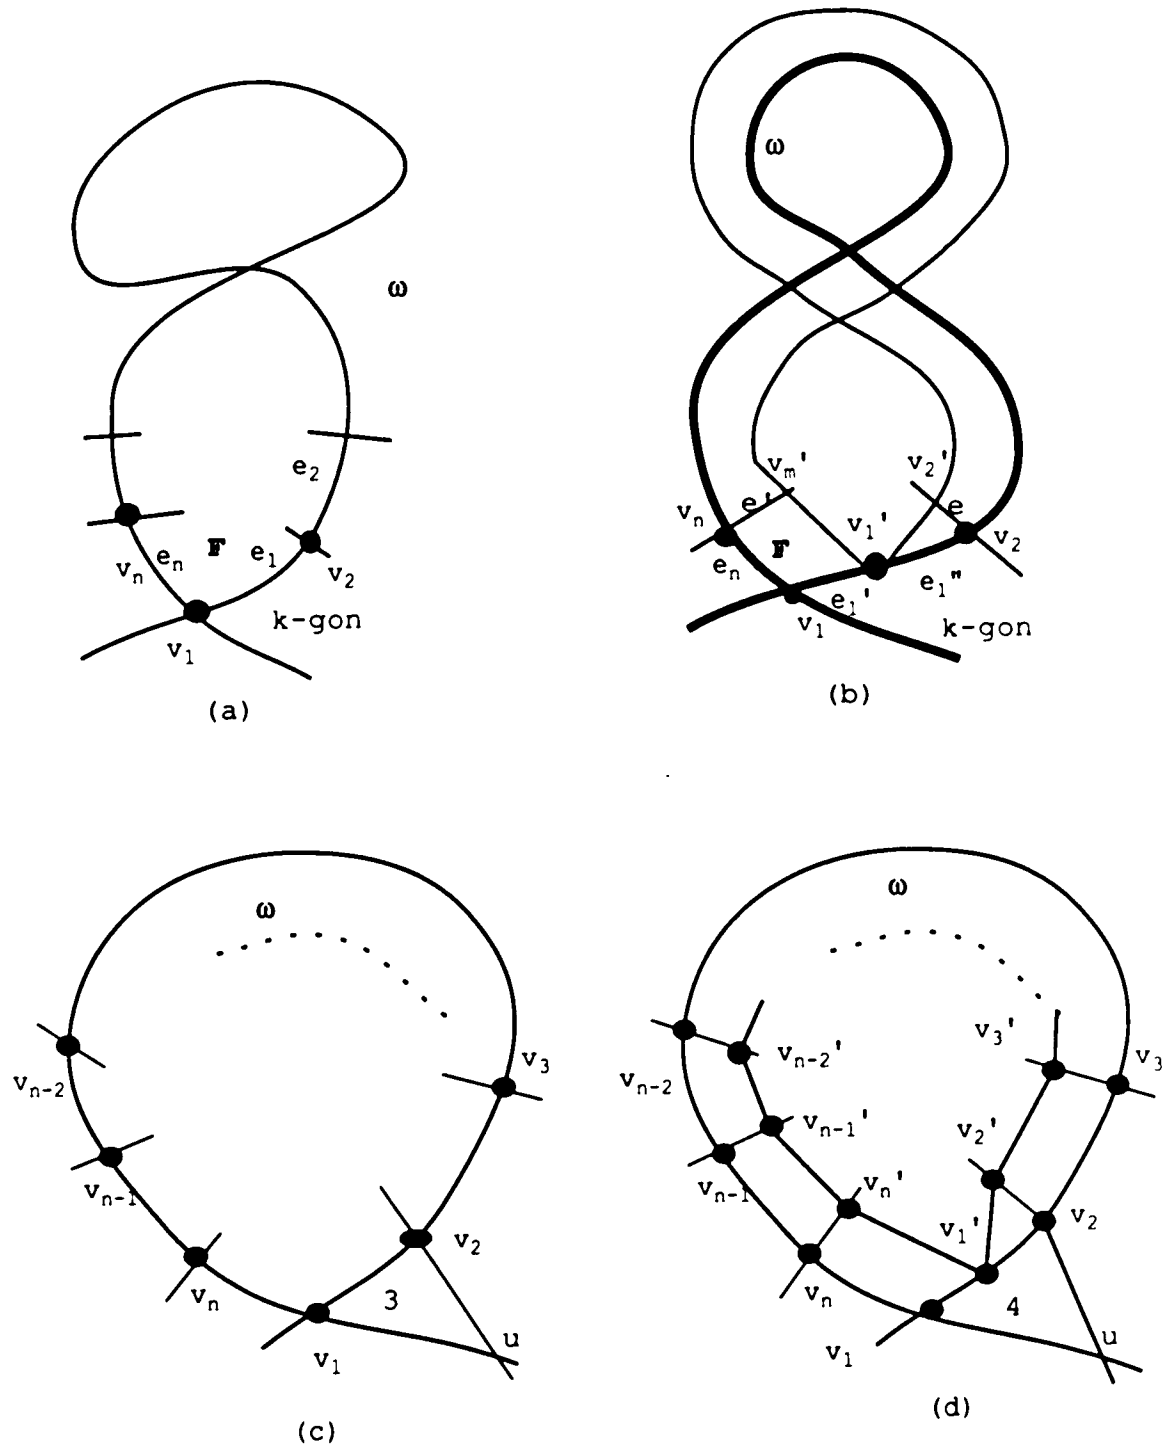 ω
ω
e₂
F
vₙ eₙ e₁
v₂
v₁
k-gon
(a)
vₘ' v₂'
vₙ e' v₁' e v₂
F
eₙ e₁' e₁"
v₁ k-gon
(b)
ω
vₙ₋₂ v₃
vₙ₋₁
vₙ v₂
3
v₁ u
(c)
ω
vₙ₋₂ vₙ₋₂' v₃' v₃
vₙ₋₁ vₙ₋₁' v₂'
vₙ' v₁' v₂
vₙ 4
v₁ u
(d)